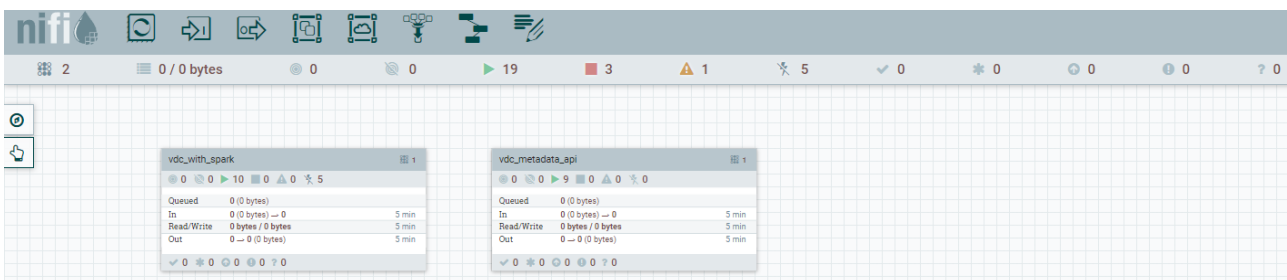 nifi
2 0 / 0 bytes 0 0 19 3 1 5 0 0 0 0 ? 0
vdc_with_spark 1
0 0 10 0 0 5
Queued 0 (0 bytes)
In 0 (0 bytes) → 0 5 min
Read/Write 0 bytes / 0 bytes 5 min
Out 0 → 0 (0 bytes) 5 min
0 0 0 0 ? 0
vdc_metadata_api 1
0 0 9 0 0 0
Queued 0 (0 bytes)
In 0 (0 bytes) → 0 5 min
Read/Write 0 bytes / 0 bytes 5 min
Out 0 → 0 (0 bytes) 5 min
0 0 0 0 ? 0